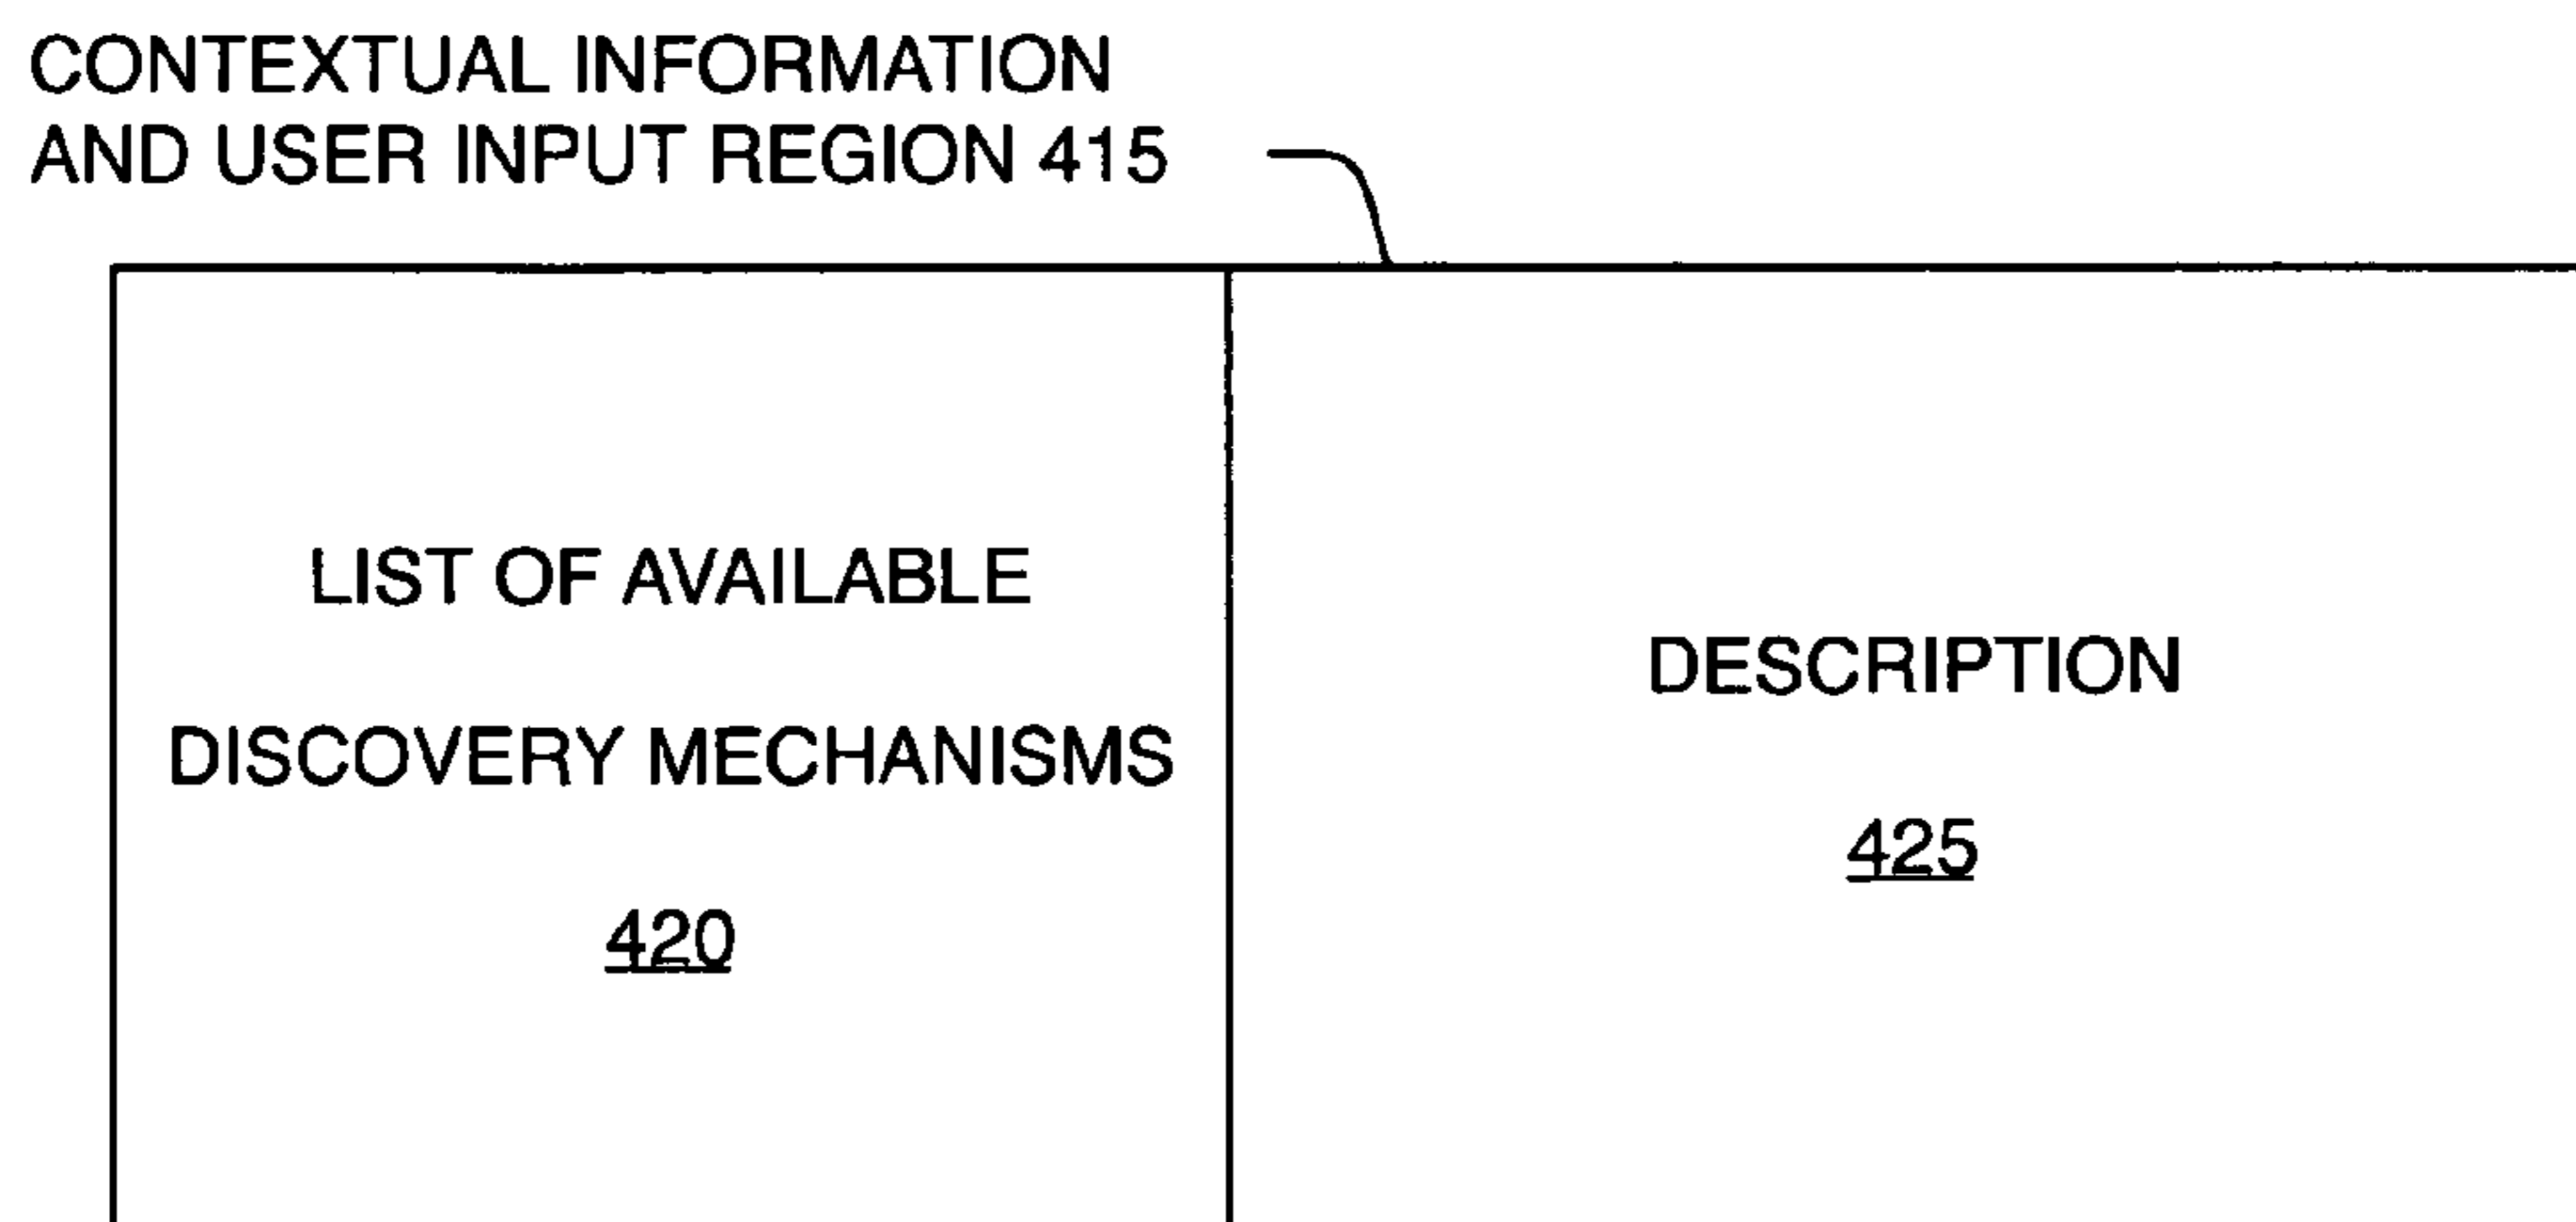 CONTEXTUAL INFORMATION
AND USER INPUT REGION 415
LIST OF AVAILABLE
DISCOVERY MECHANISMS
420
DESCRIPTION
425